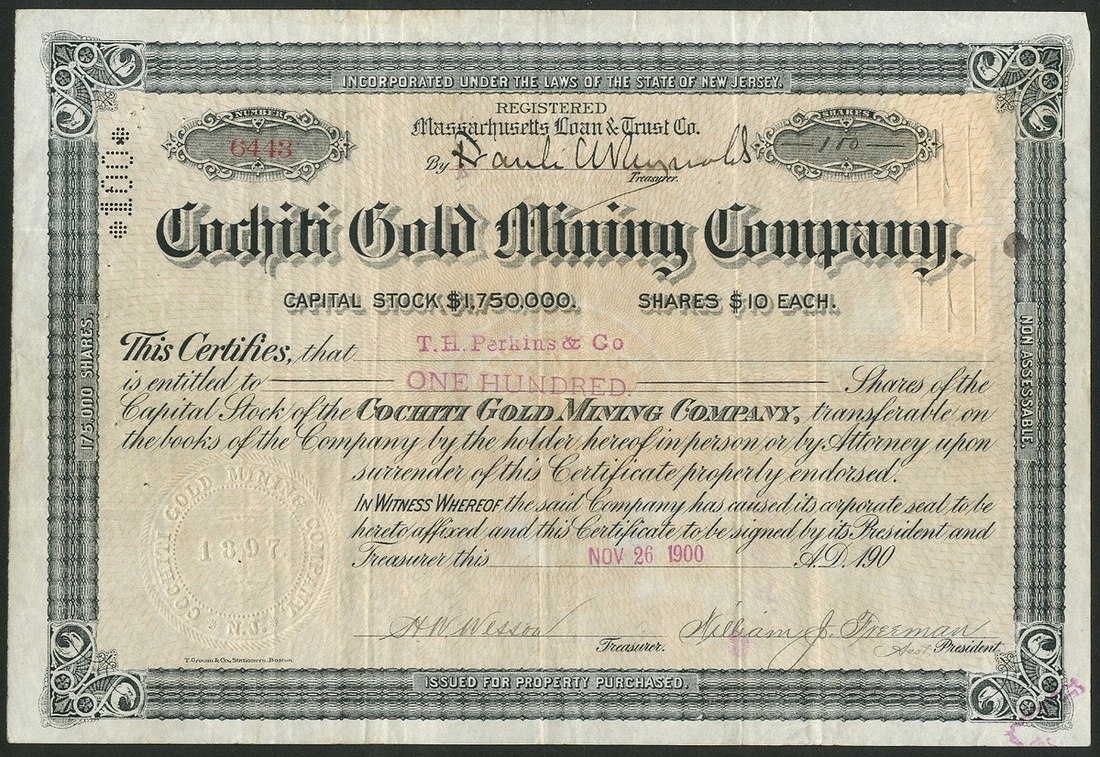 INCORPORATED UNDER THE LAWS OF THE STATE OF NEW JERSEY.
REGISTERED
Massachusetts Loan & Trust Co.
By
Treasurer.
NUMBER
6443
SHARES
100
*100*
Cochiti Gold Mining Company.
CAPITAL STOCK $1,750,000. SHARES $10 EACH.
This Certifies, that T.H. Perkins & Co
is entitled to ONE HUNDRED. Shares of the
Capital Stock of the COCHITI GOLD MINING COMPANY, transferable on
the books of the Company by the holder hereof in person or by Attorney upon
surrender of this Certificate properly endorsed.
IN WITNESS WHEREOF the said Company has caused its corporate seal to be
hereto affixed and this Certificate to be signed by its President and
Treasurer this NOV 26 1900 A.D. 190
COCHITI GOLD MINING COMPANY.
1897.
N.J.
H W Wesson Treasurer.
William J. Freeman Asst. President
T. Groom & Co., Stationers, Boston.
175,000 SHARES.
NON ASSESSABLE.
ISSUED FOR PROPERTY PURCHASED.